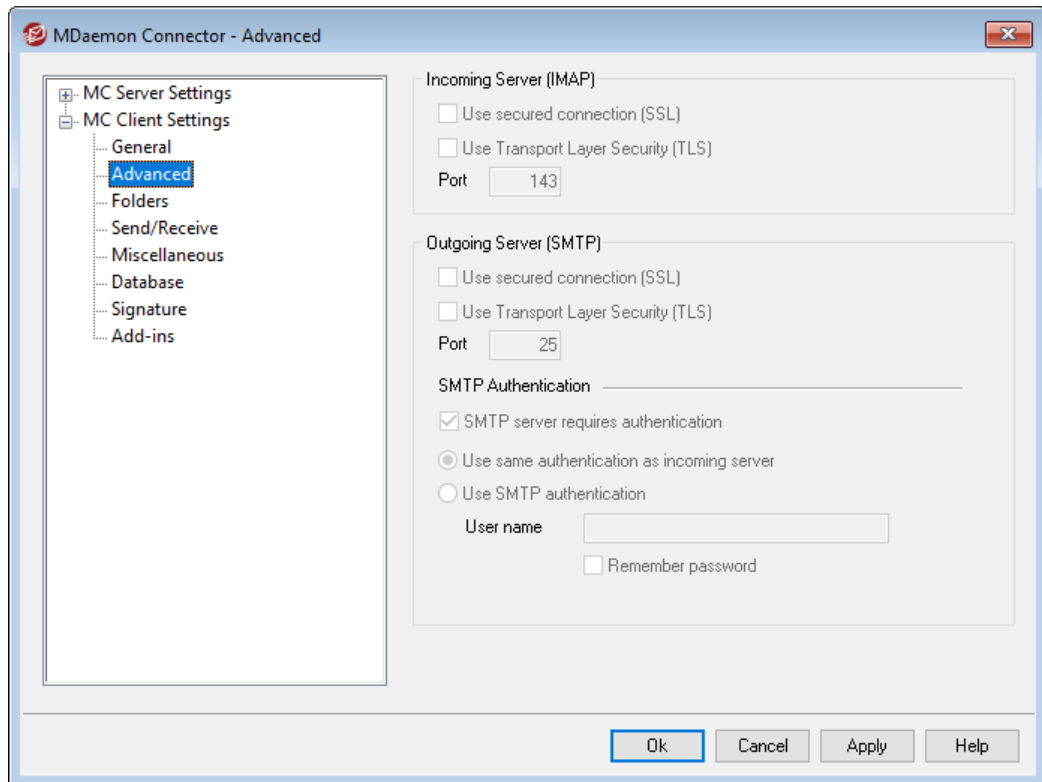 MDaemon Connector - Advanced
MC Server Settings
MC Client Settings
General
Advanced
Folders
Send/Receive
Miscellaneous
Database
Signature
Add-ins
Incoming Server (IMAP)
Use secured connection (SSL)
Use Transport Layer Security (TLS)
Port 143
Outgoing Server (SMTP)
Use secured connection (SSL)
Use Transport Layer Security (TLS)
Port 25
SMTP Authentication
SMTP server requires authentication
Use same authentication as incoming server
Use SMTP authentication
User name
Remember password
Ok Cancel Apply Help